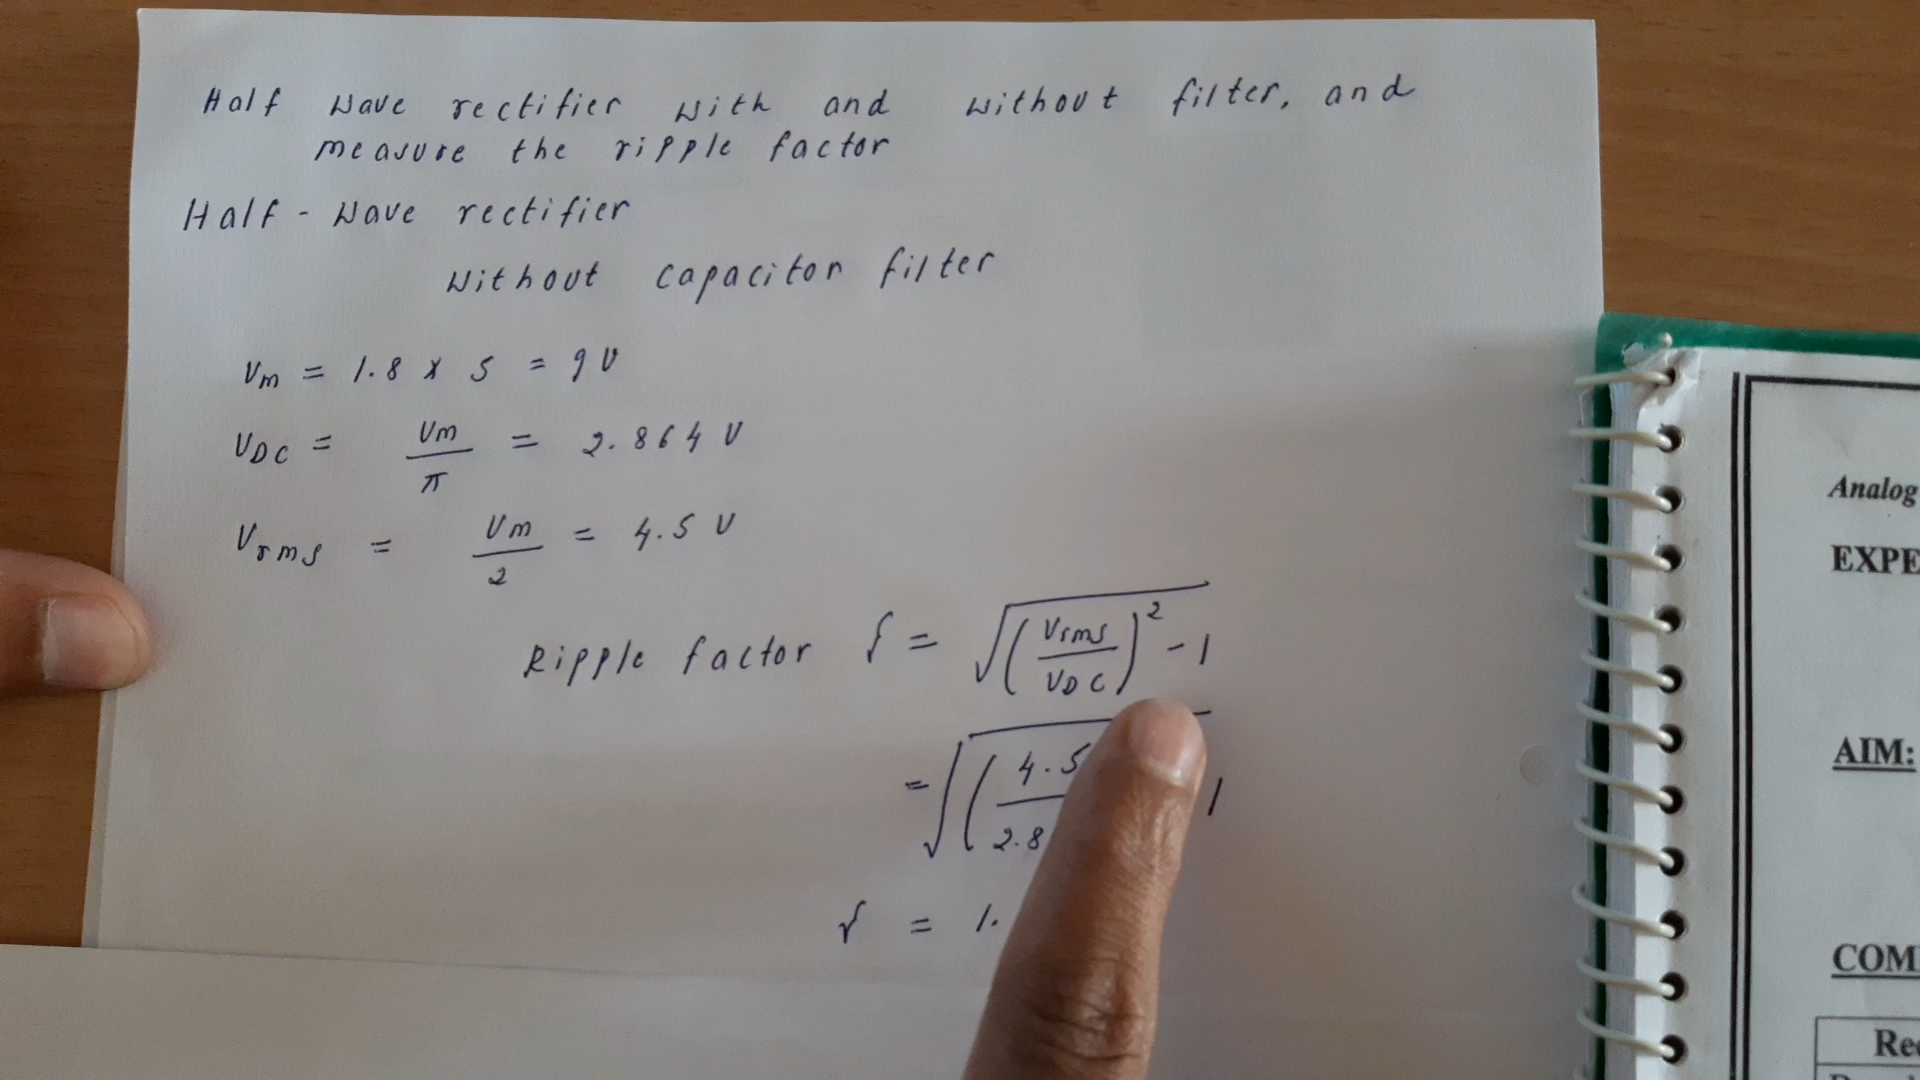 Half wave rectifier with and without filter, and
measure the ripple factor
Half-wave rectifier
without capacitor filter
Vm = 1.8 x 5 = 9V
VDC = Vm/π = 2.864 V
Vrms = Vm/2 = 4.5 V
Ripple factor r = √(Vrms/VDC)² - 1
= √(4.5/2.8 1
r = 1.
Analog
EXPE
AIM:
COM
Re